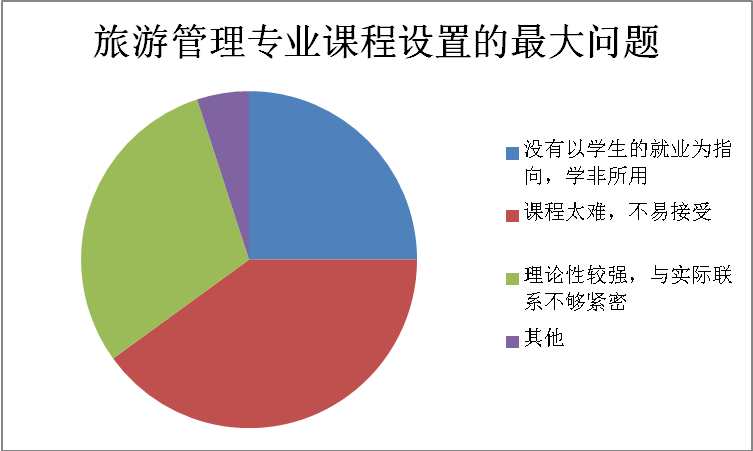 旅游管理专业课程设置的最大问题
没有以学生的就业为指
向，学非所用
课程太难，不易接受
理论性较强，与实际联
系不够紧密
其他